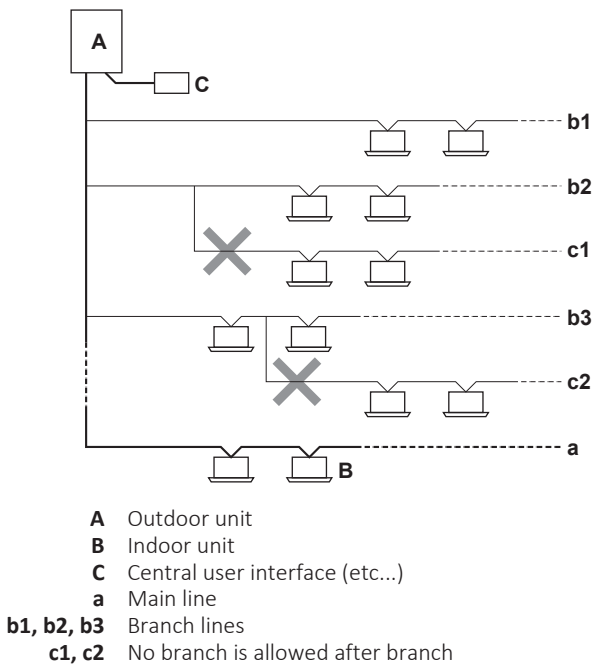 A
C
b1
b2
c1
b3
c2
a
B
A Outdoor unit
B Indoor unit
C Central user interface (etc...)
a Main line
b1, b2, b3 Branch lines
c1, c2 No branch is allowed after branch